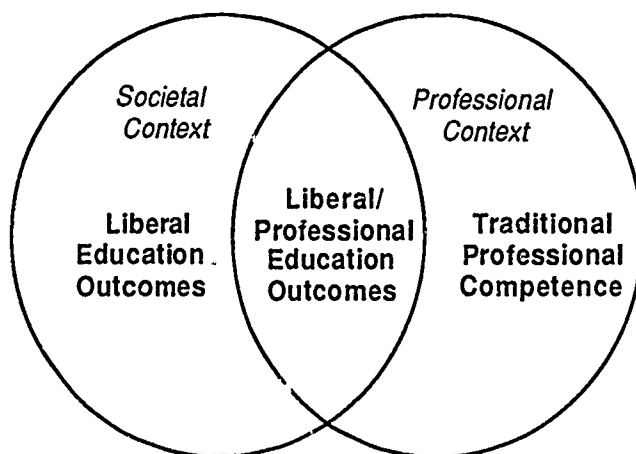 Societal
Context
Professional
Context
Liberal
Education
Outcomes
Liberal/
Professional
Education
Outcomes
Traditional
Professional
Competence